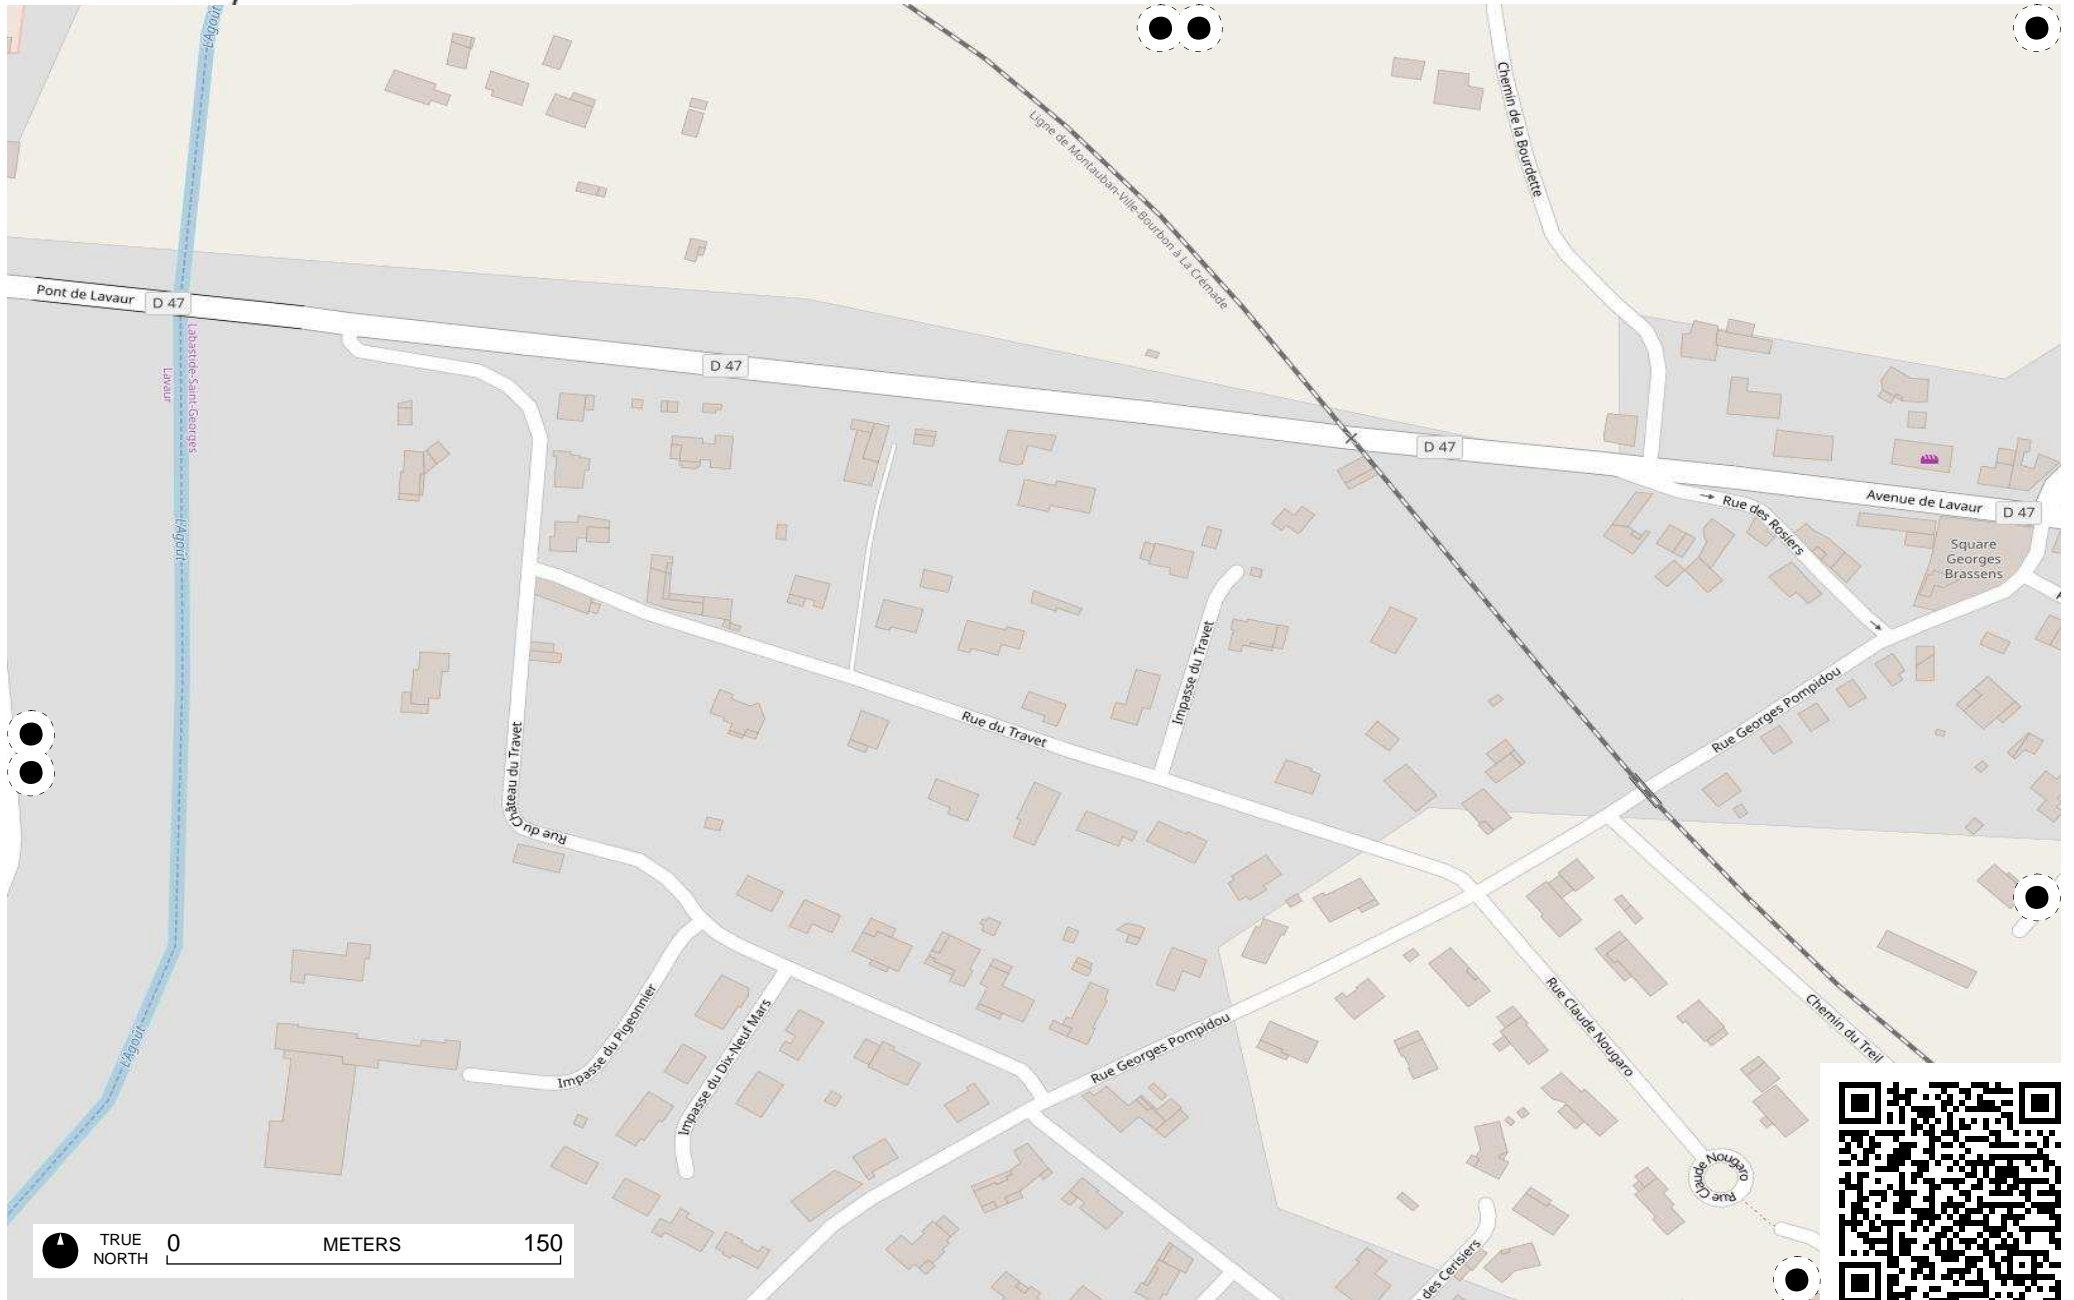 L'Agoût
Chemin de la Bourdette
Ligne de Montauban-Ville-Bourbon à La Crémade
Pont de Lavaur
D 47
Labastide-Saint-Georges
Lavaur
D 47
D 47
Avenue de Lavaur
D 47
Rue des Rosiers
Square
Georges
Brassens
L'Agoût
Impasse du Travet
Rue Georges Pompidou
Rue du Travet
Rue du Château du Travet
Impasse du Pigeonnier
Impasse du Dix-Neuf Mars
Rue Georges Pompidou
Rue Claude Nougaro
Chemin du Treil
L'Agoût
Rue Claude Nougaro
des Cerisiers
TRUE
NORTH
0 METERS 150